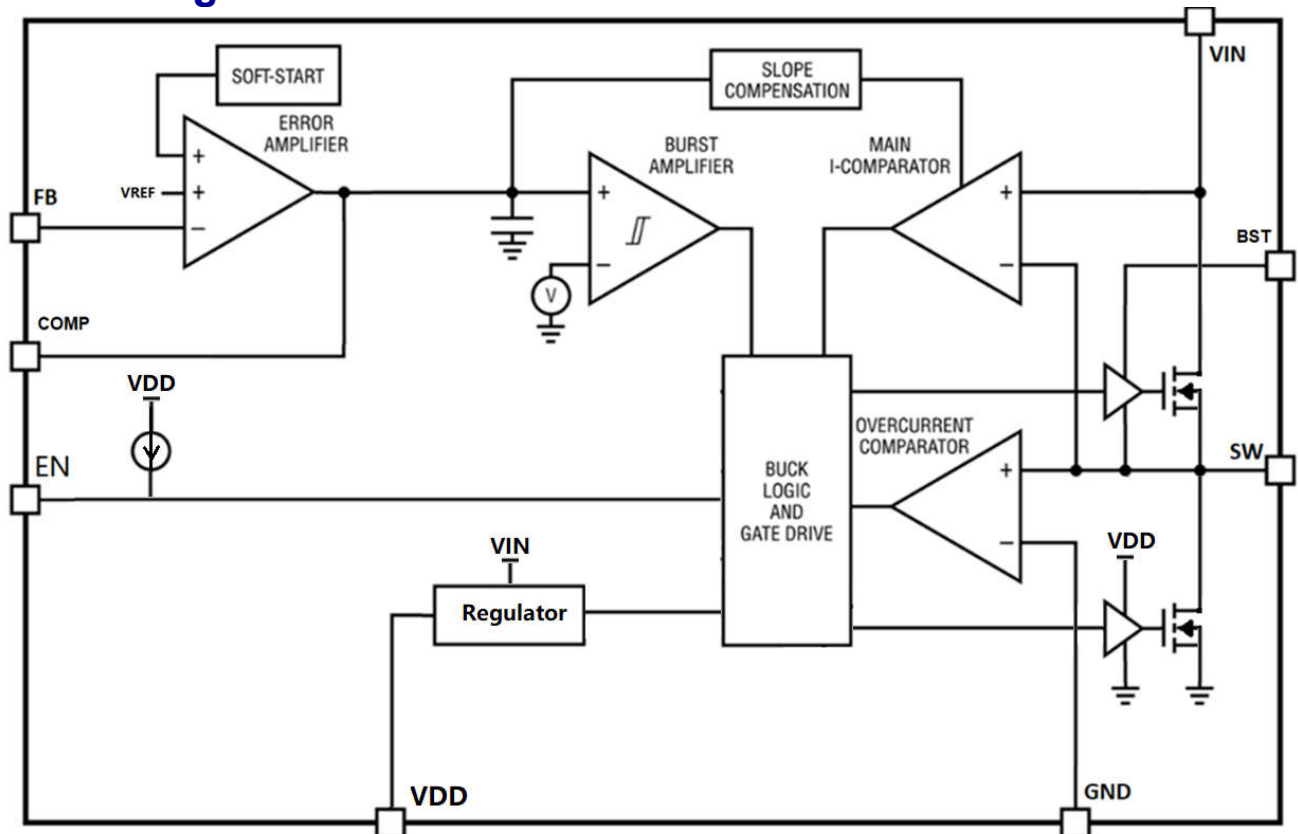 VIN
SOFT-START
SLOPE
COMPENSATION
ERROR
AMPLIFIER
BURST
AMPLIFIER
MAIN
I-COMPARATOR
+
VREF
+
−
FB
+
−
V
+
−
BST
COMP
VDD
EN
OVERCURRENT
COMPARATOR
+
−
SW
BUCK
LOGIC
AND
GATE DRIVE
VIN
Regulator
VDD
VDD
GND